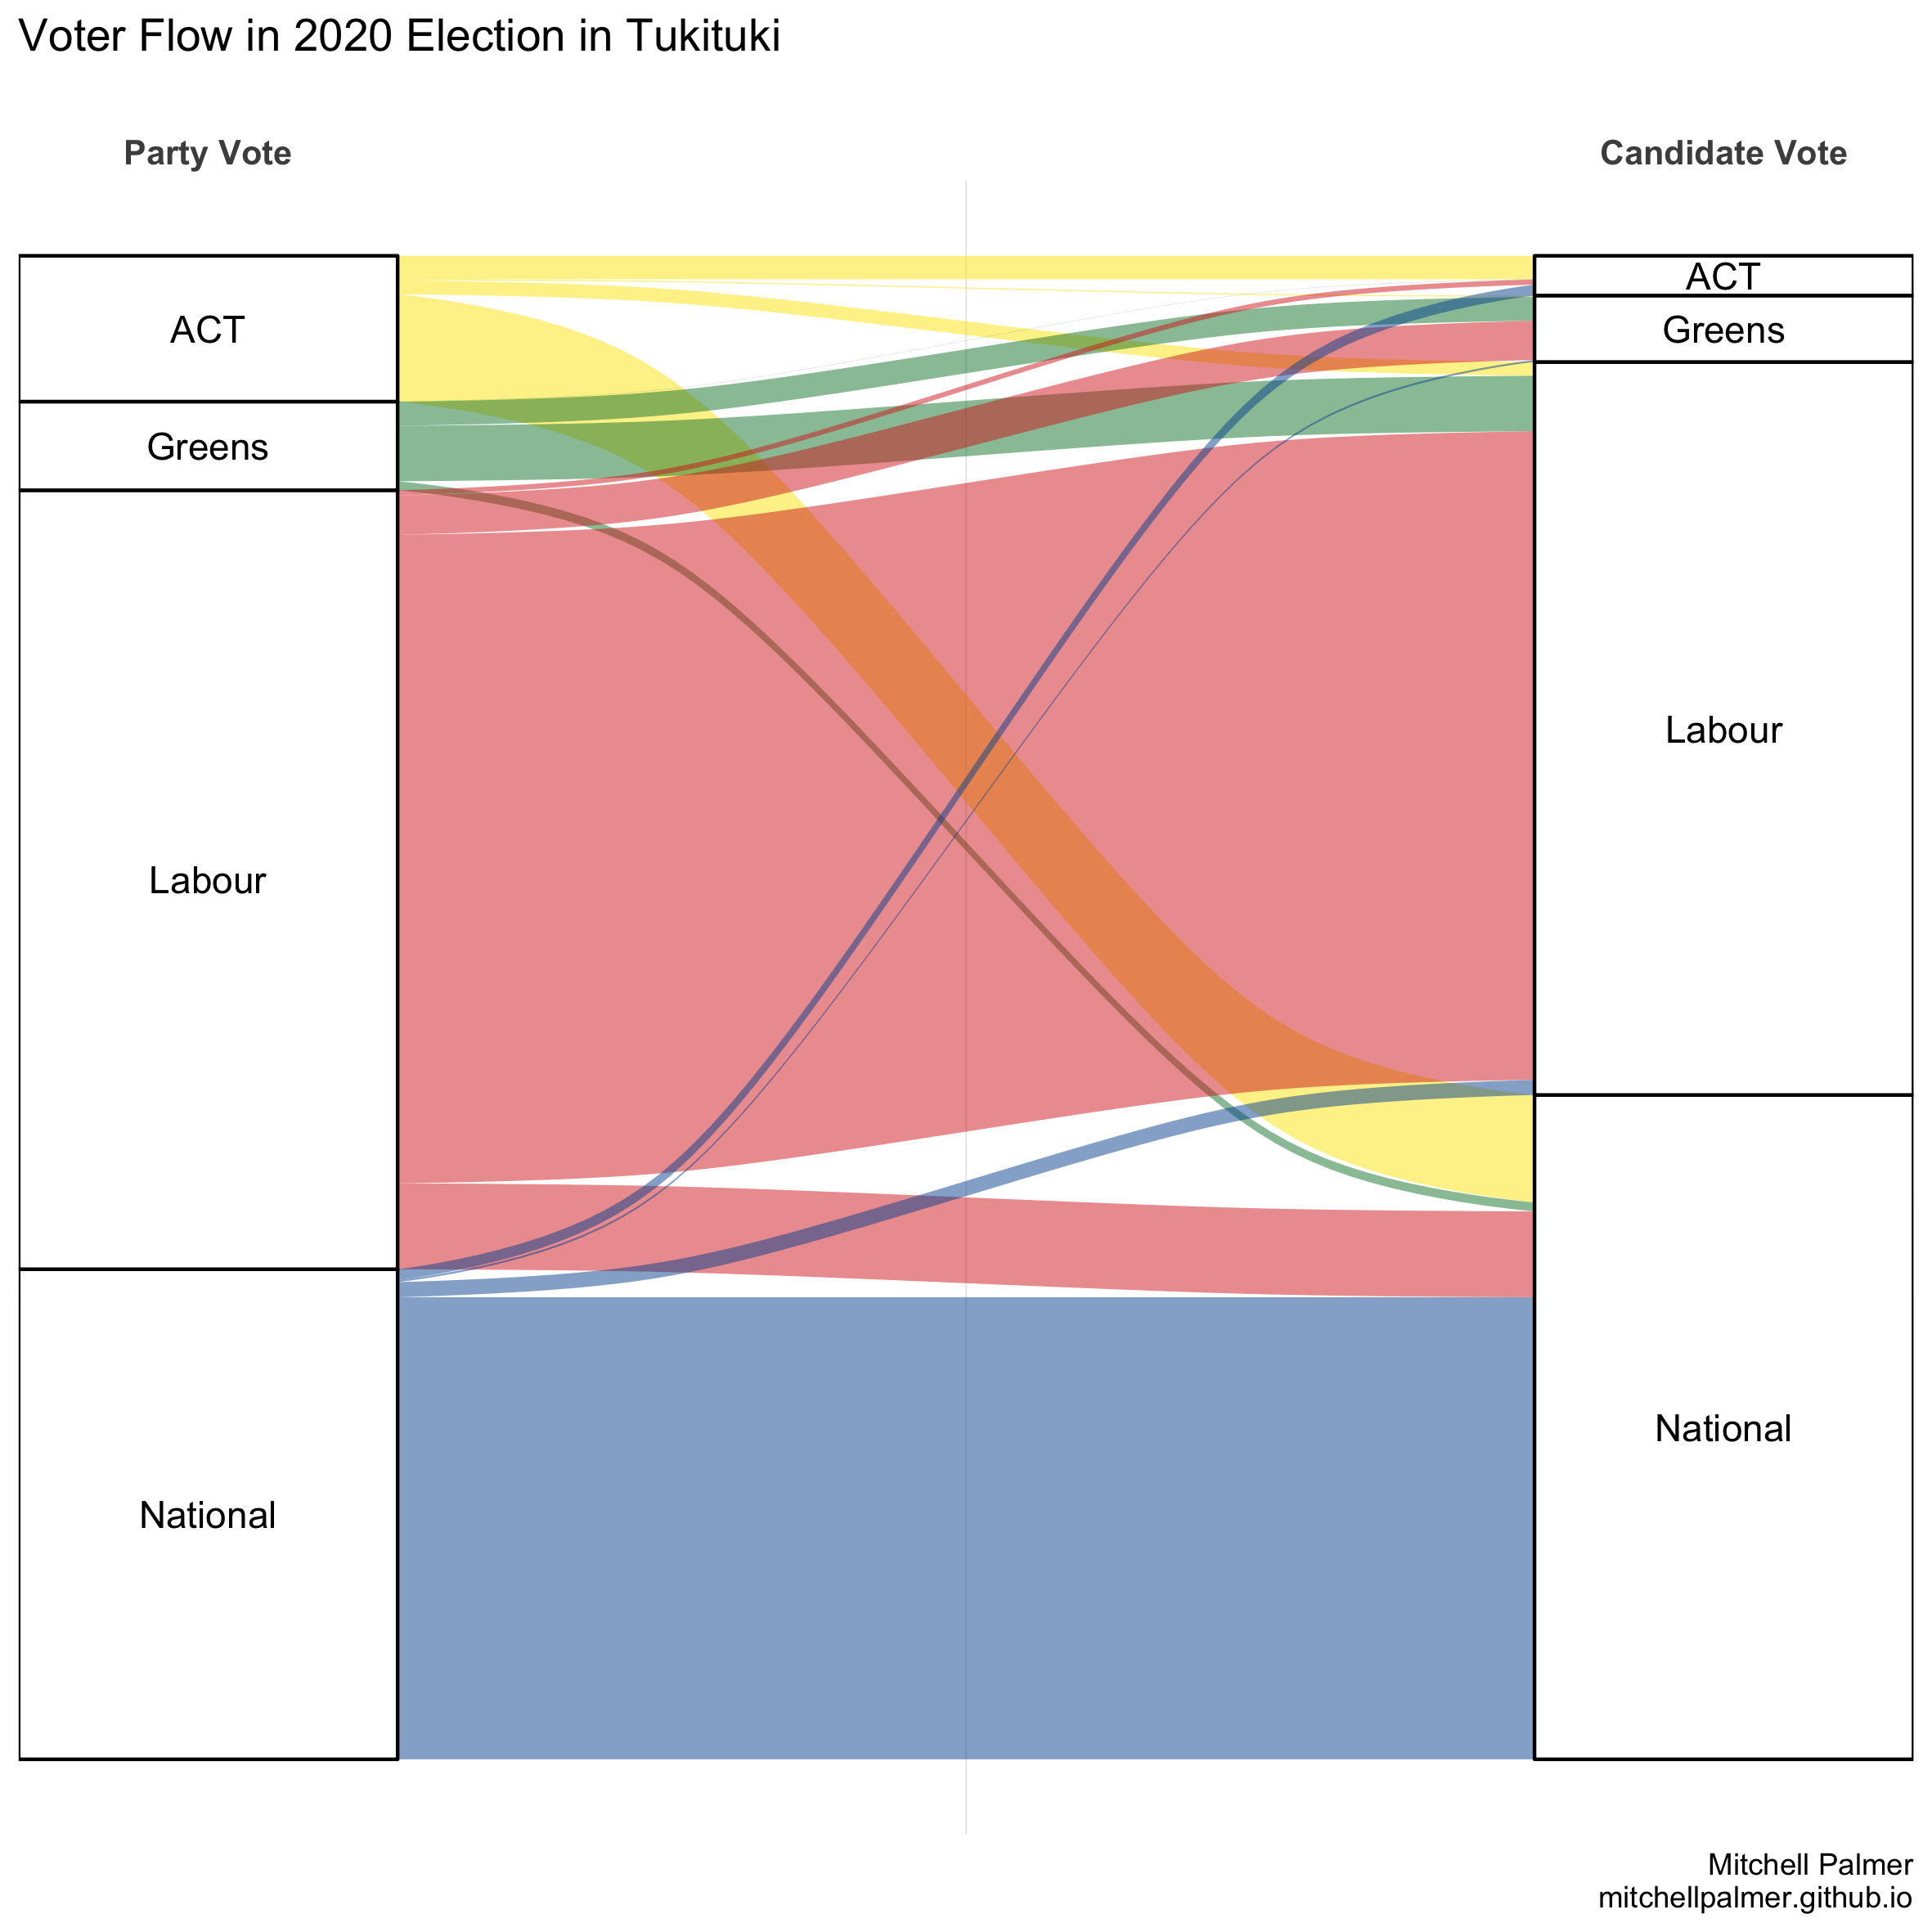 Voter Flow in 2020 Election in Tukituki
Party Vote
Candidate Vote
ACT
Greens
Labour
National
ACT
Greens
Labour
National
Mitchell Palmer
mitchellpalmer.github.io